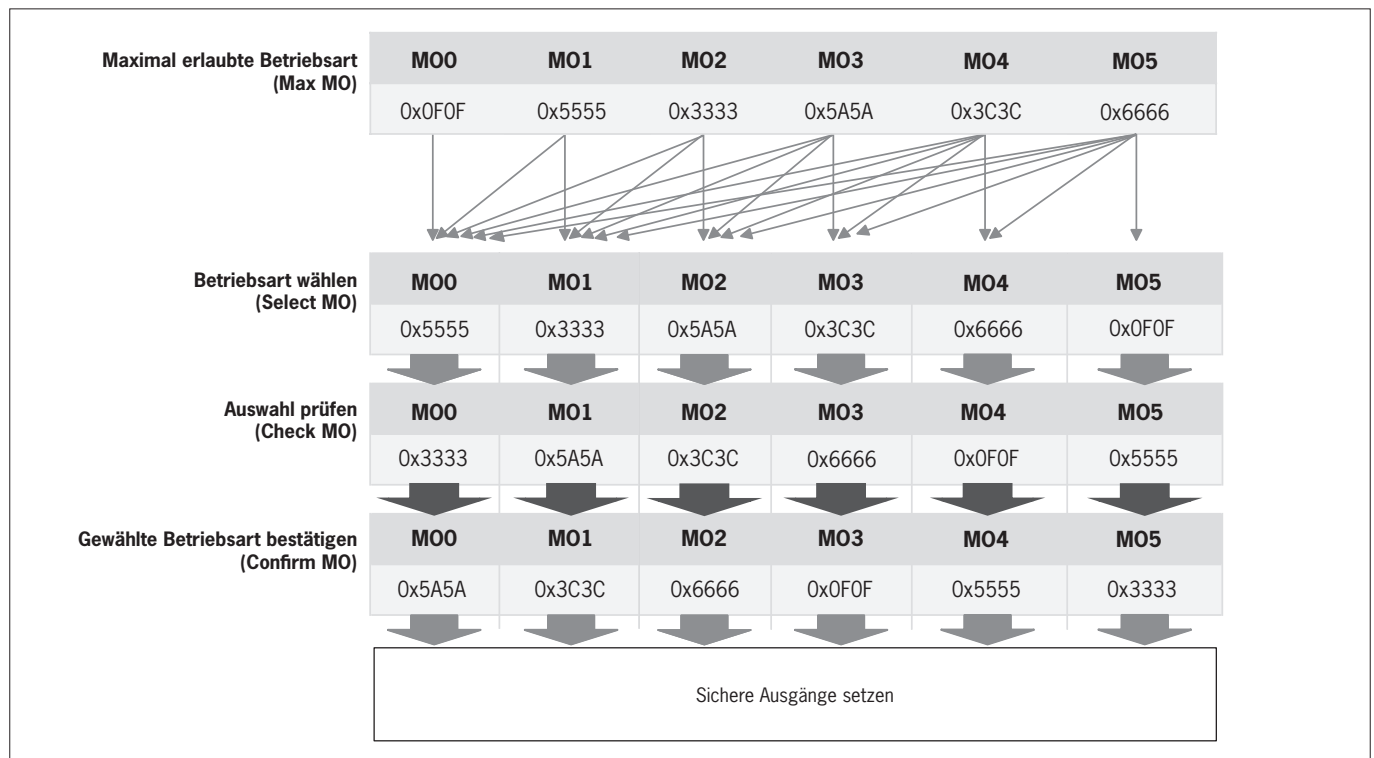 Maximal erlaubte Betriebsart
(Max MO)
MO0 MO1 MO2 MO3 MO4 MO5
0x0F0F 0x5555 0x3333 0x5A5A 0x3C3C 0x6666
Betriebsart wählen
(Select MO)
MO0 MO1 MO2 MO3 MO4 MO5
0x5555 0x3333 0x5A5A 0x3C3C 0x6666 0x0F0F
Auswahl prüfen
(Check MO)
MO0 MO1 MO2 MO3 MO4 MO5
0x3333 0x5A5A 0x3C3C 0x6666 0x0F0F 0x5555
Gewählte Betriebsart bestätigen
(Confirm MO)
MO0 MO1 MO2 MO3 MO4 MO5
0x5A5A 0x3C3C 0x6666 0x0F0F 0x5555 0x3333
Sichere Ausgänge setzen